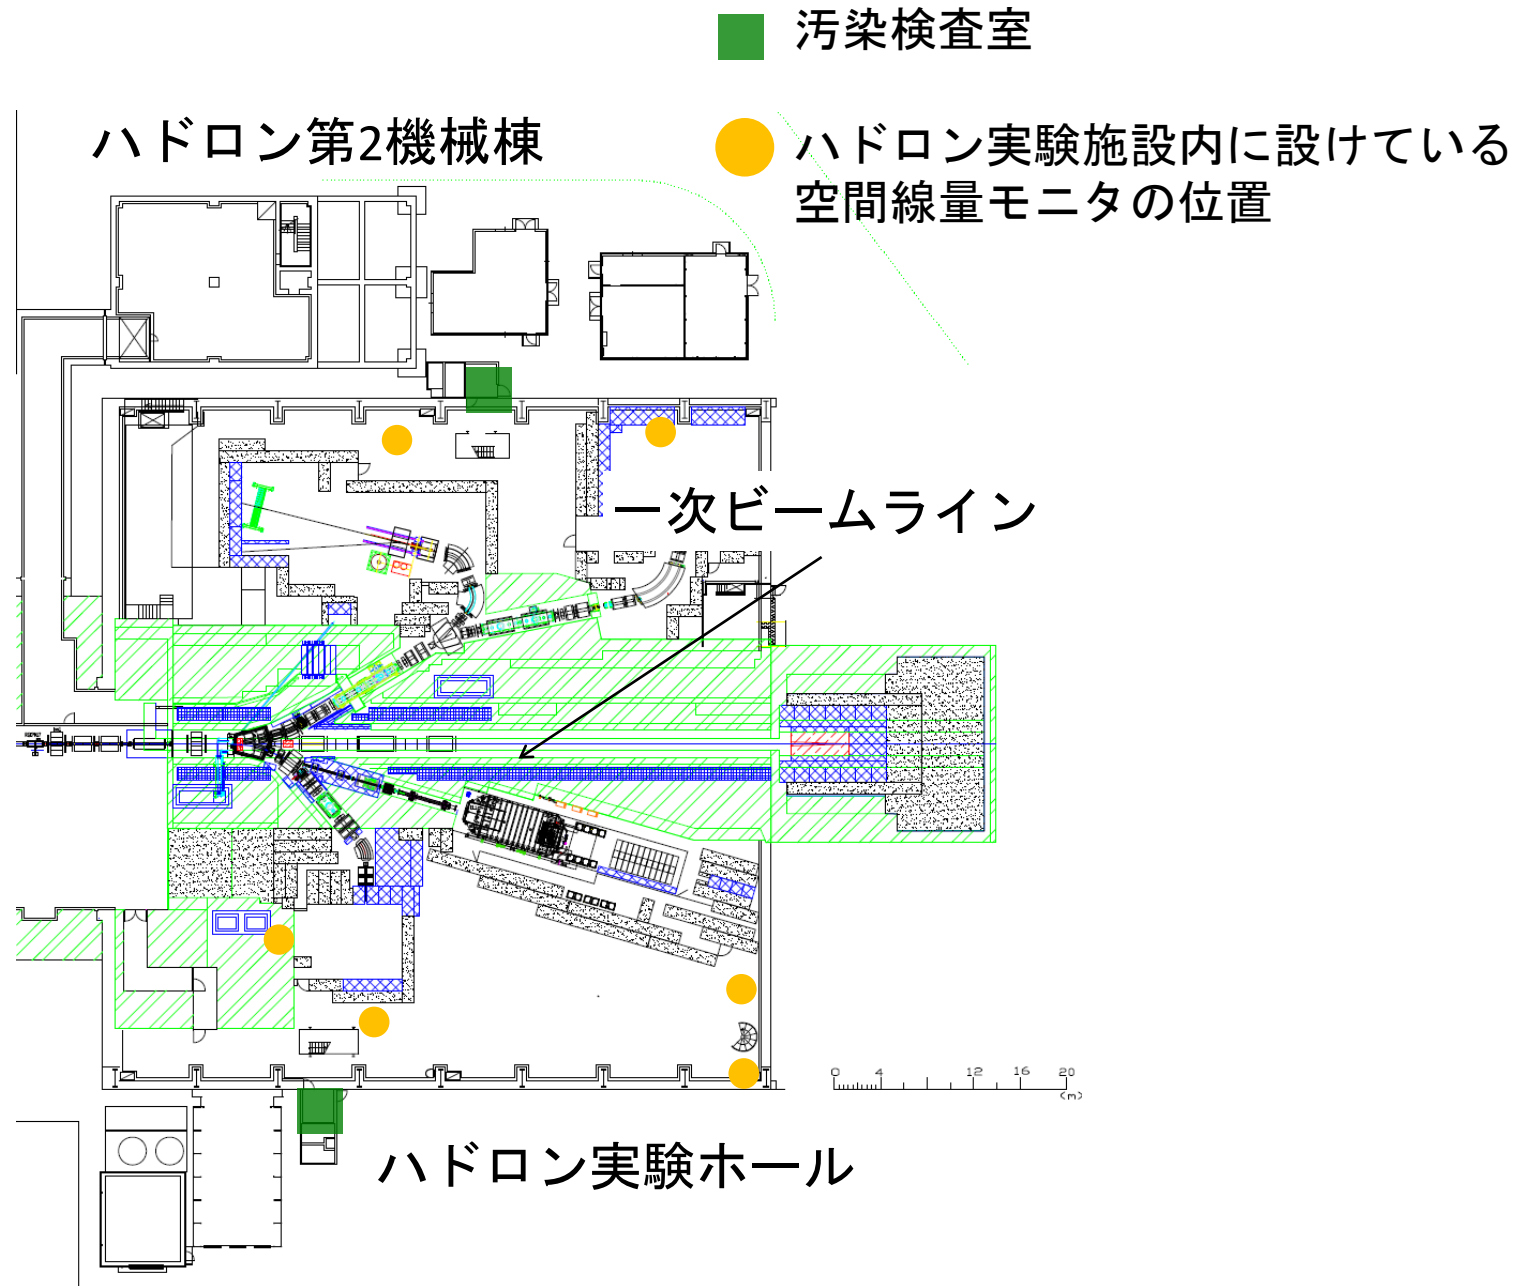 汚染検査室
ハドロン第2機械棟
ハドロン実験施設内に設けている
空間線量モニタの位置
一次ビームライン
0 4 12 16 20
(m)
ハドロン実験ホール